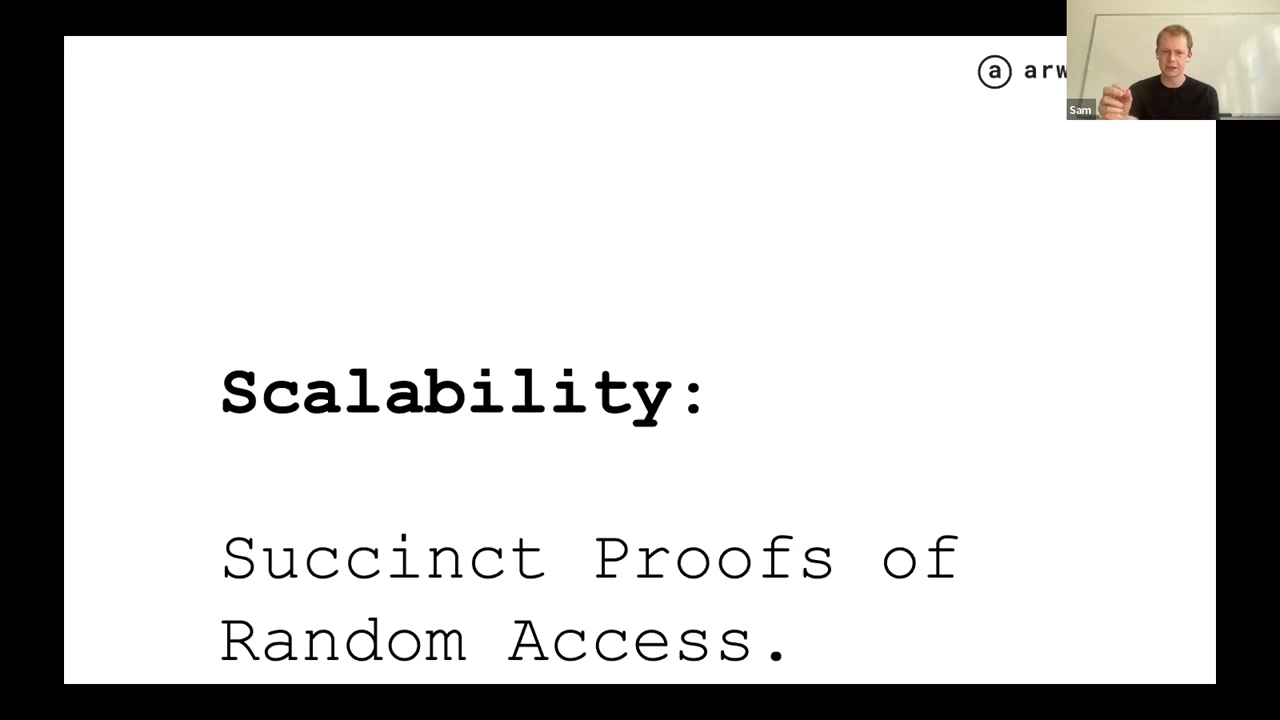 ⓐ arw
Sam
Scalability:
Succinct Proofs of
Random Access.